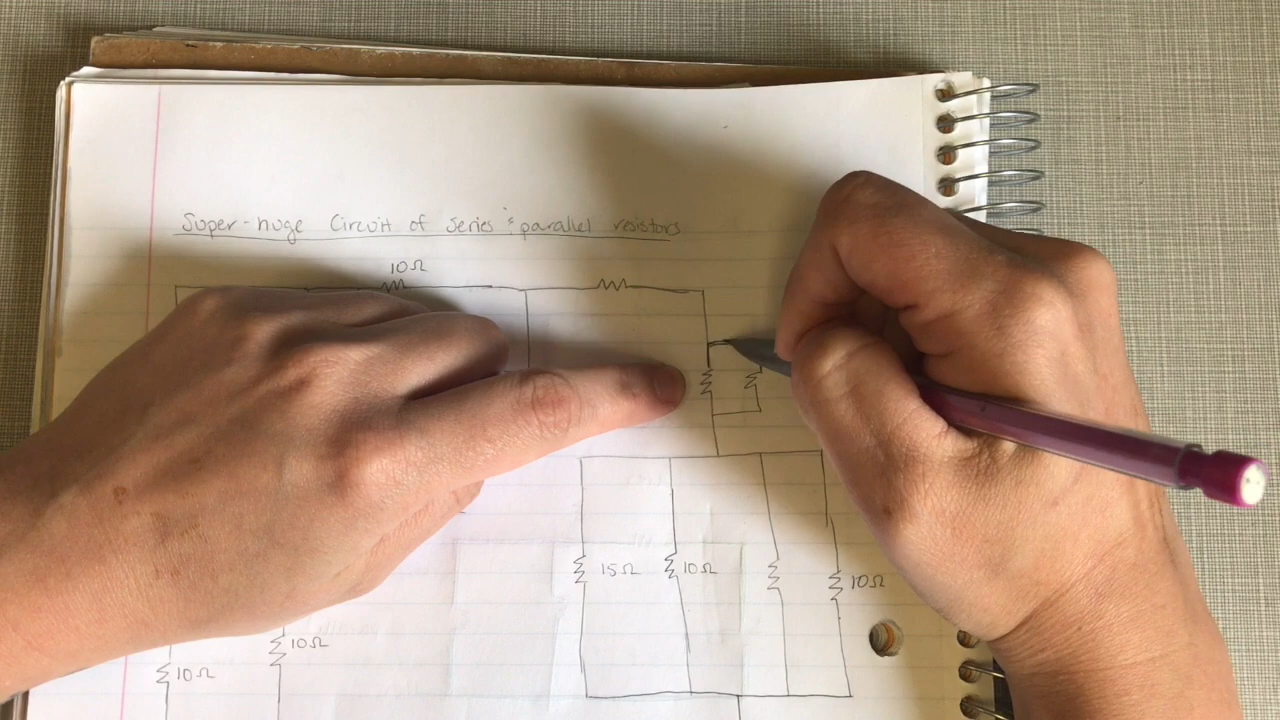 Super-huge Circuit of series & parallel resistors
10Ω
15Ω 10Ω 10Ω
10Ω
10Ω